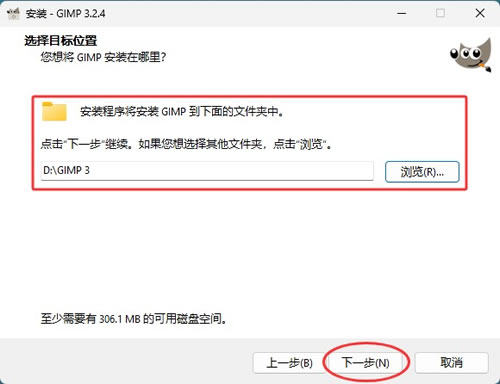 安装 - GIMP 3.2.4
选择目标位置
您想将 GIMP 安装在哪里?
安装程序将安装 GIMP 到下面的文件夹中。
点击“下一步”继续。如果您想选择其他文件夹，点击“浏览”。
D:\GIMP 3
浏览(R)...
至少需要有 306.1 MB 的可用磁盘空间。
上一步(B)
下一步(N)
取消